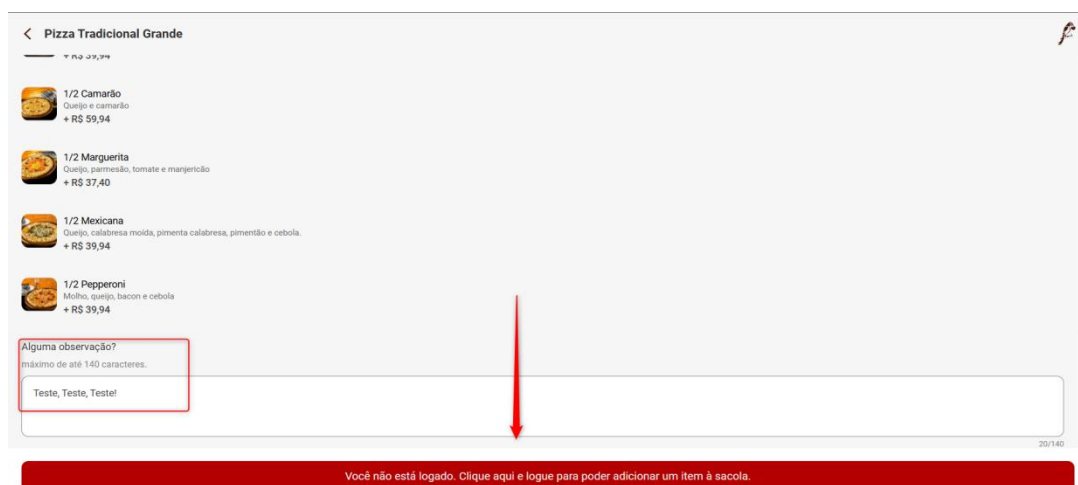 Pizza Tradicional Grande
+ R$ 39,94
1/2 Camarão
Queijo e camarão
+ R$ 59,94
1/2 Marguerita
Queijo, parmesão, tomate e manjericão
+ R$ 37,40
1/2 Mexicana
Queijo, calabresa moida, pimenta calabresa, pimentão e cebola.
+ R$ 39,94
1/2 Pepperoni
Molho, queijo, bacon e cebola
+ R$ 39,94
Alguma observação?
máximo de até 140 caracteres.
Teste, Teste, Teste!
20/140
Você não está logado. Clique aqui e logue para poder adicionar um item à sacola.